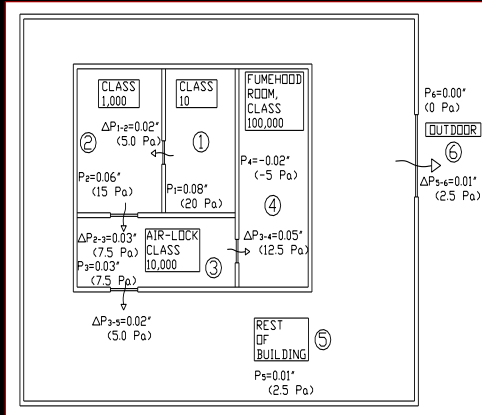 CLASS
1,000
CLASS
10
FUMEHOOD
ROOM,
CLASS
100,000
P6=0.00"
(0 Pa)
OUTDOOR
⑥
ΔP5-6=0.01"
(2.5 Pa)
ΔP1-2=0.02"
(5.0 Pa)
②
①
P2=0.06"
(15 Pa)
P1=0.08"
(20 Pa)
P4=-0.02"
(-5 Pa)
④
ΔP2-3=0.03"
(7.5 Pa)
P3=0.03"
(7.5 Pa)
AIR-LOCK
CLASS
10,000
③
ΔP3-4=0.05"
(12.5 Pa)
ΔP3-5=0.02"
(5.0 Pa)
REST
OF
BUILDING
⑤
P5=0.01"
(2.5 Pa)